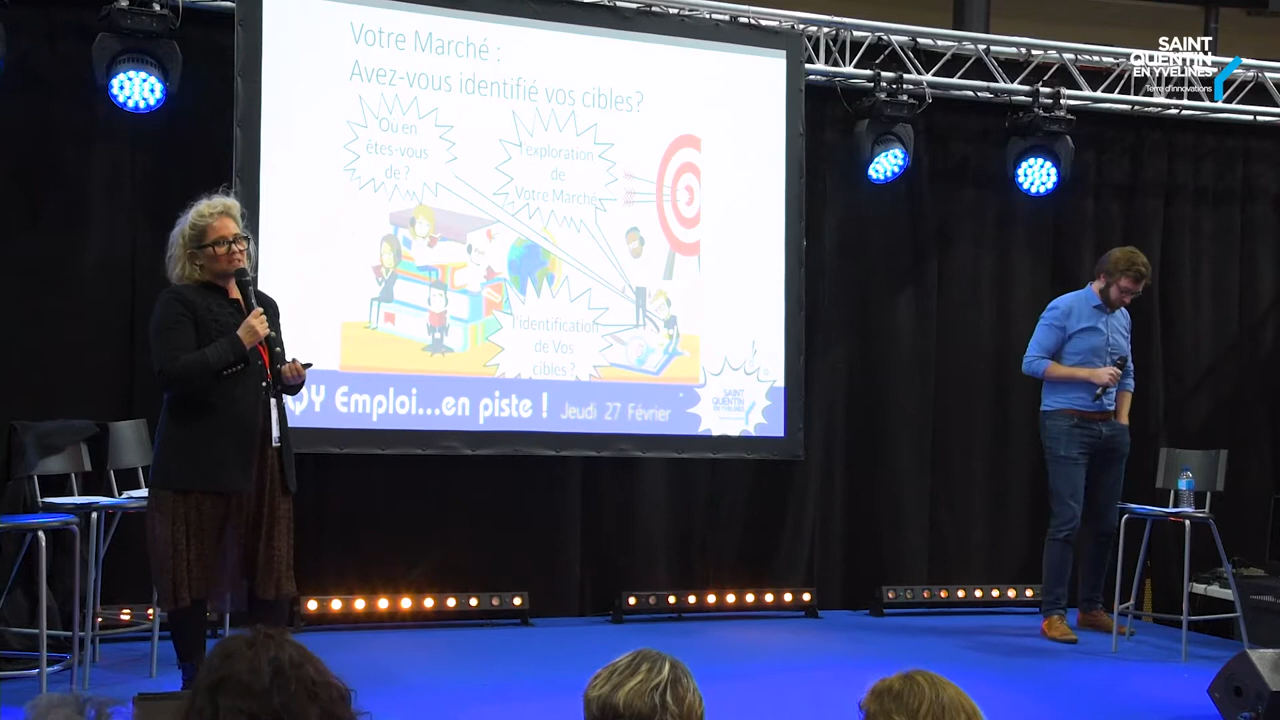 Votre Marché :
Avez-vous identifié vos cibles?
Où en
êtes-vous
de ?
l'exploration
de
Votre Marché
l'identification
de Vos
cibles ?
QY Emploi...en piste ! Jeudi 27 Février
SAINT
QUENTIN
EN YVELINES
SAINT
QUENTIN
EN YVELINES
Terre d'innovations